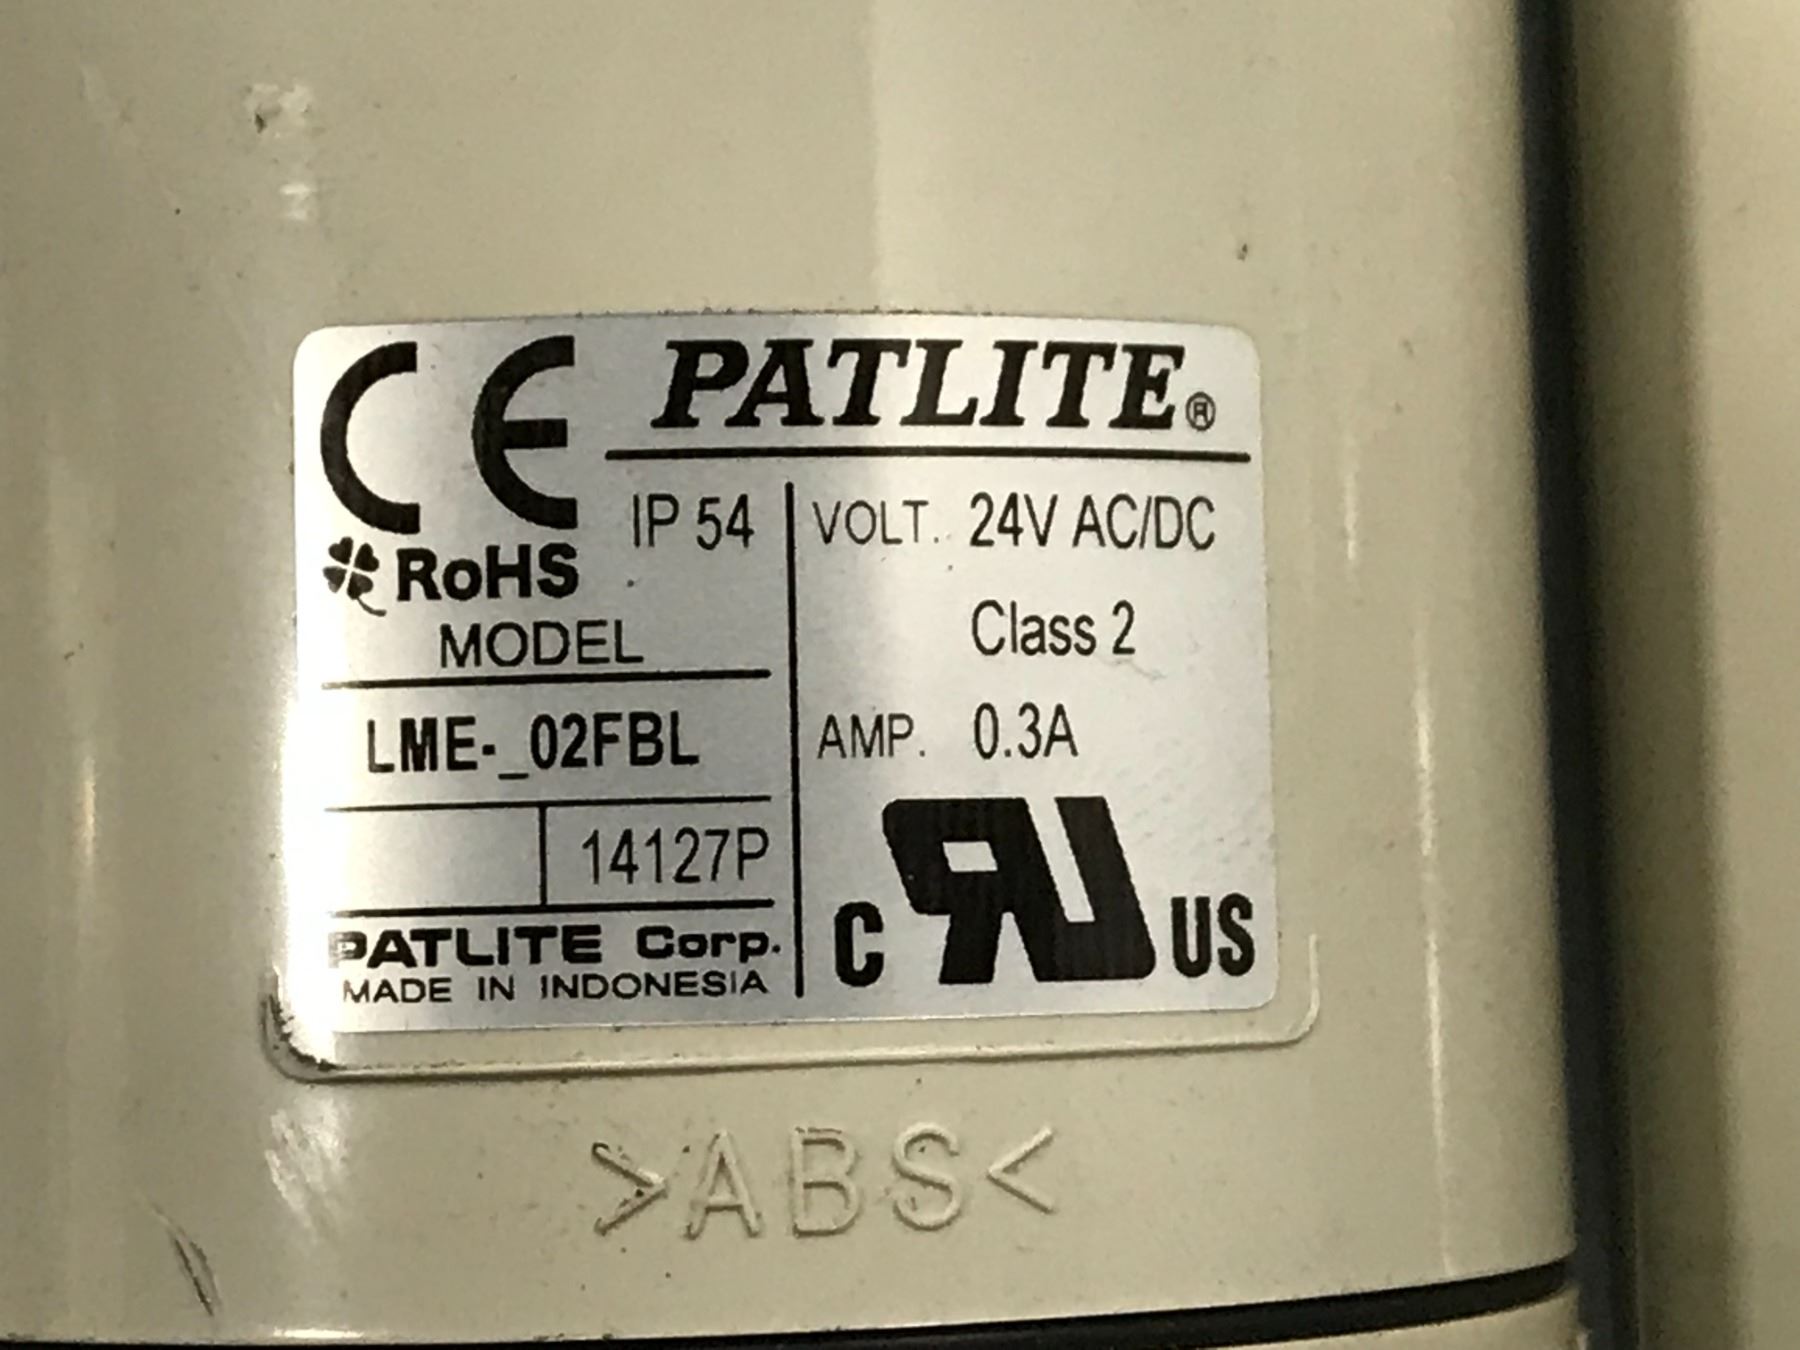 CE PATLITE®
IP 54
VOLT. 24V AC/DC
RoHS
Class 2
MODEL
LME-_02FBL
AMP. 0.3A
14127P
PATLITE Corp.
MADE IN INDONESIA
C RU US
>ABS<